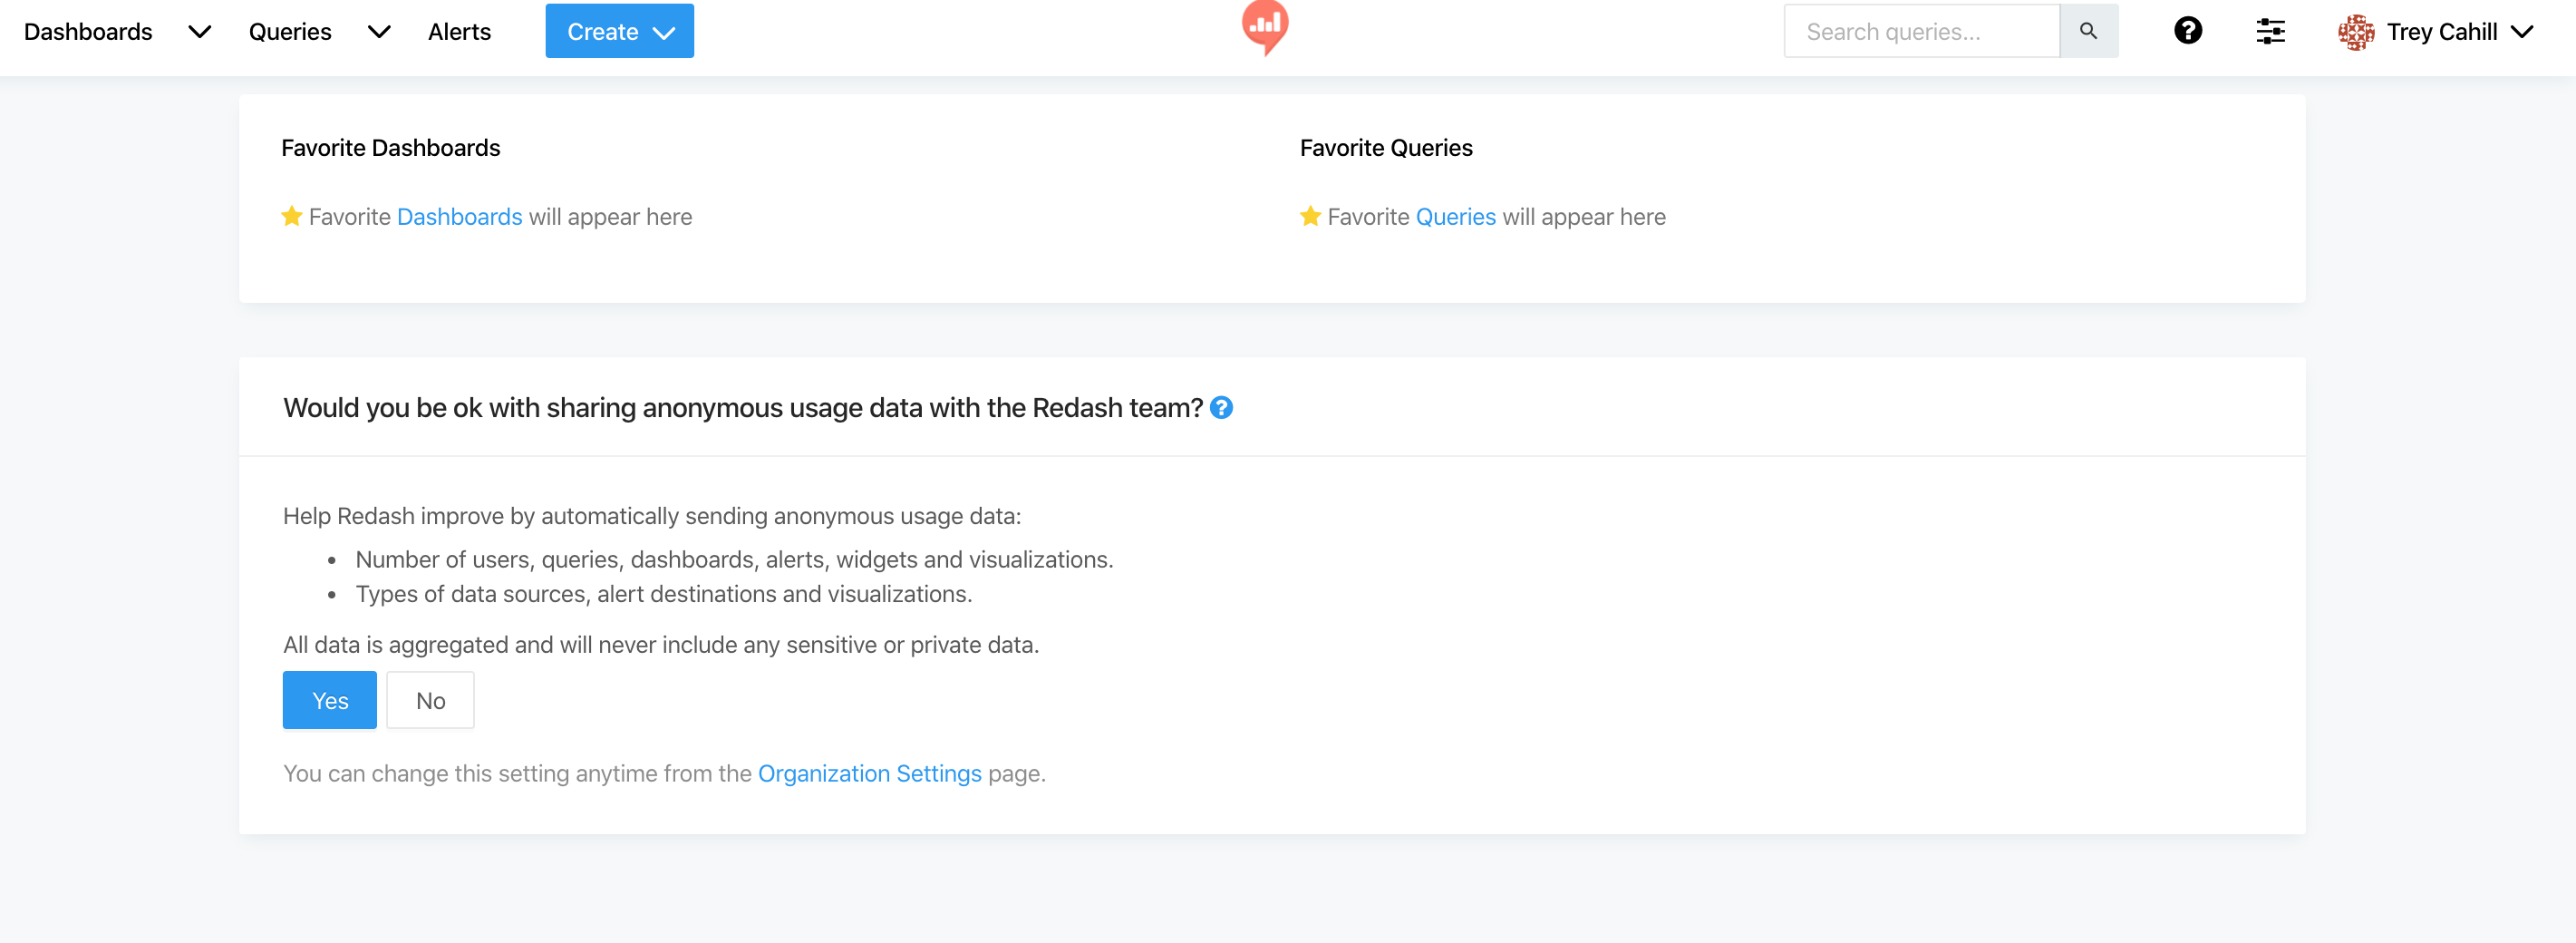 Dashboards Queries Alerts Create Search queries... Trey Cahill
Favorite Dashboards
Favorite Dashboards will appear here
Favorite Queries
Favorite Queries will appear here
Would you be ok with sharing anonymous usage data with the Redash team?
Help Redash improve by automatically sending anonymous usage data:
• Number of users, queries, dashboards, alerts, widgets and visualizations.
• Types of data sources, alert destinations and visualizations.
All data is aggregated and will never include any sensitive or private data.
Yes No
You can change this setting anytime from the Organization Settings page.